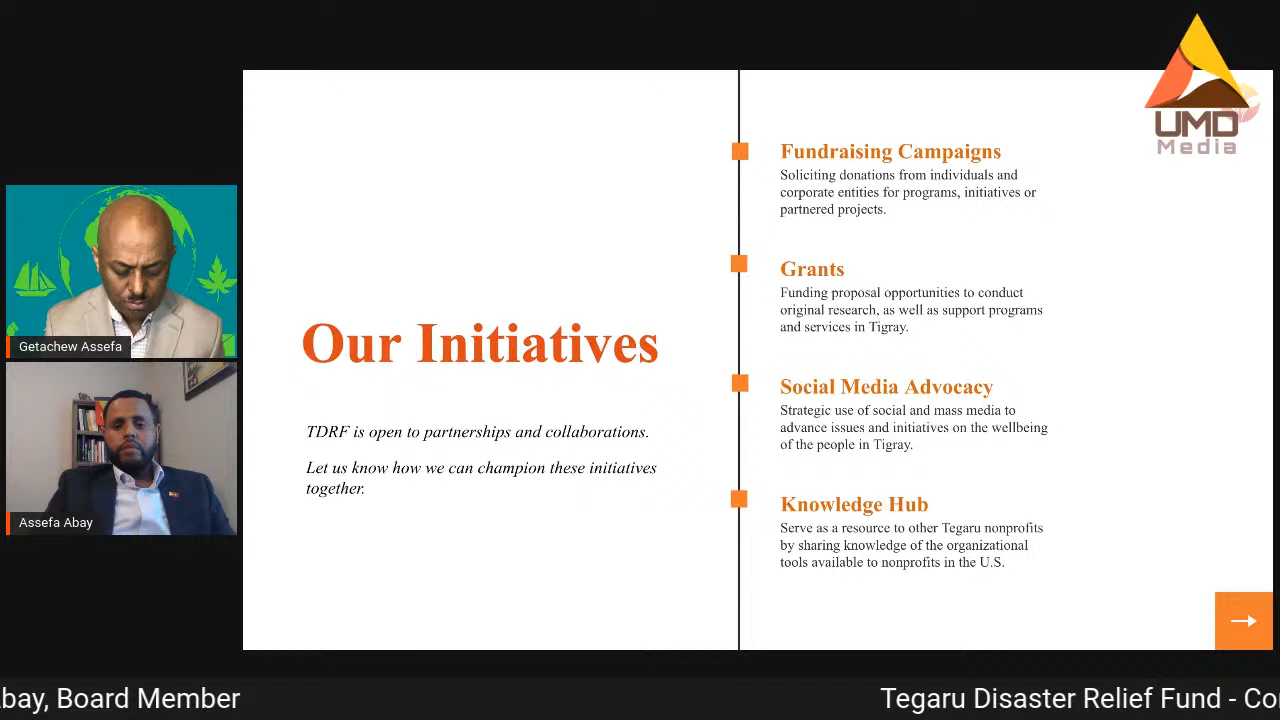 UMD
Media
Our Initiatives
TDRF is open to partnerships and collaborations.
Let us know how we can champion these initiatives
together.
Fundraising Campaigns
Soliciting donations from individuals and
corporate entities for programs, initiatives or
partnered projects.
Grants
Funding proposal opportunities to conduct
original research, as well as support programs
and services in Tigray.
Social Media Advocacy
Strategic use of social and mass media to
advance issues and initiatives on the wellbeing
of the people in Tigray.
Knowledge Hub
Serve as a resource to other Tegaru nonprofits
by sharing knowledge of the organizational
tools available to nonprofits in the U.S.
Getachew Assefa
Assefa Abay
bay, Board Member
Tegaru Disaster Relief Fund - Co